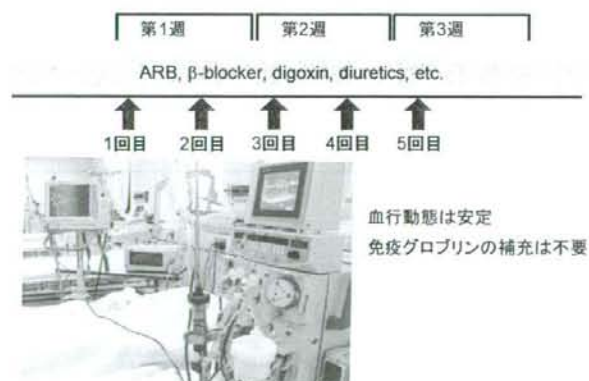 第1週 第2週 第3週
ARB, β-blocker, digoxin, diuretics, etc.
1回目 2回目 3回目 4回目 5回目
血行動態は安定
免疫グロブリンの補充は不要